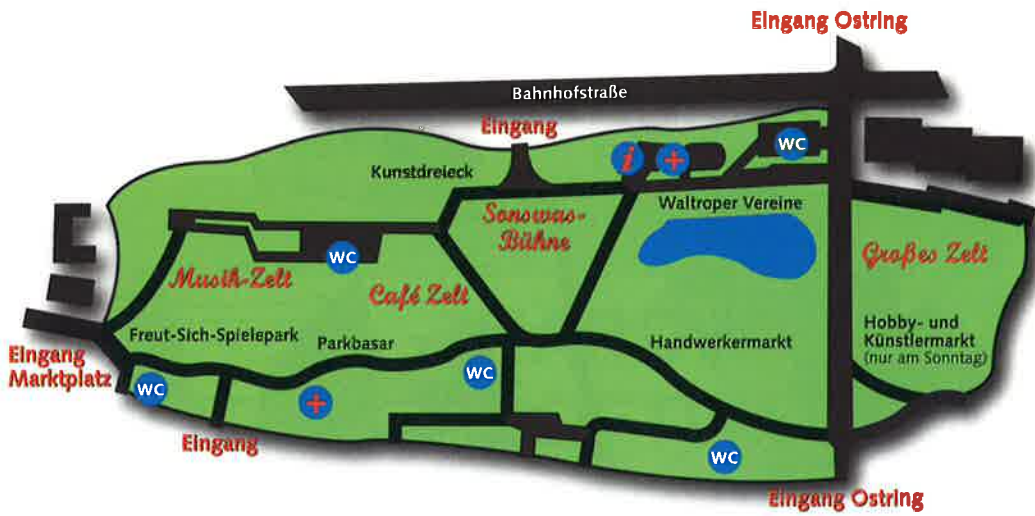 Eingang Ostring
Bahnhofstraße
Eingang
WC
i
+
Kunstdreieck
Waltroper Vereine
Sonswas-
Bühne
Großes Zelt
WC
Musik-Zelt
Café Zelt
Freut-Sich-Spielepark
Parkbasar
Handwerkermarkt
Hobby- und
Künstlermarkt
(nur am Sonntag)
Eingang
Marktplatz
WC
WC
+
Eingang
WC
Eingang Ostring